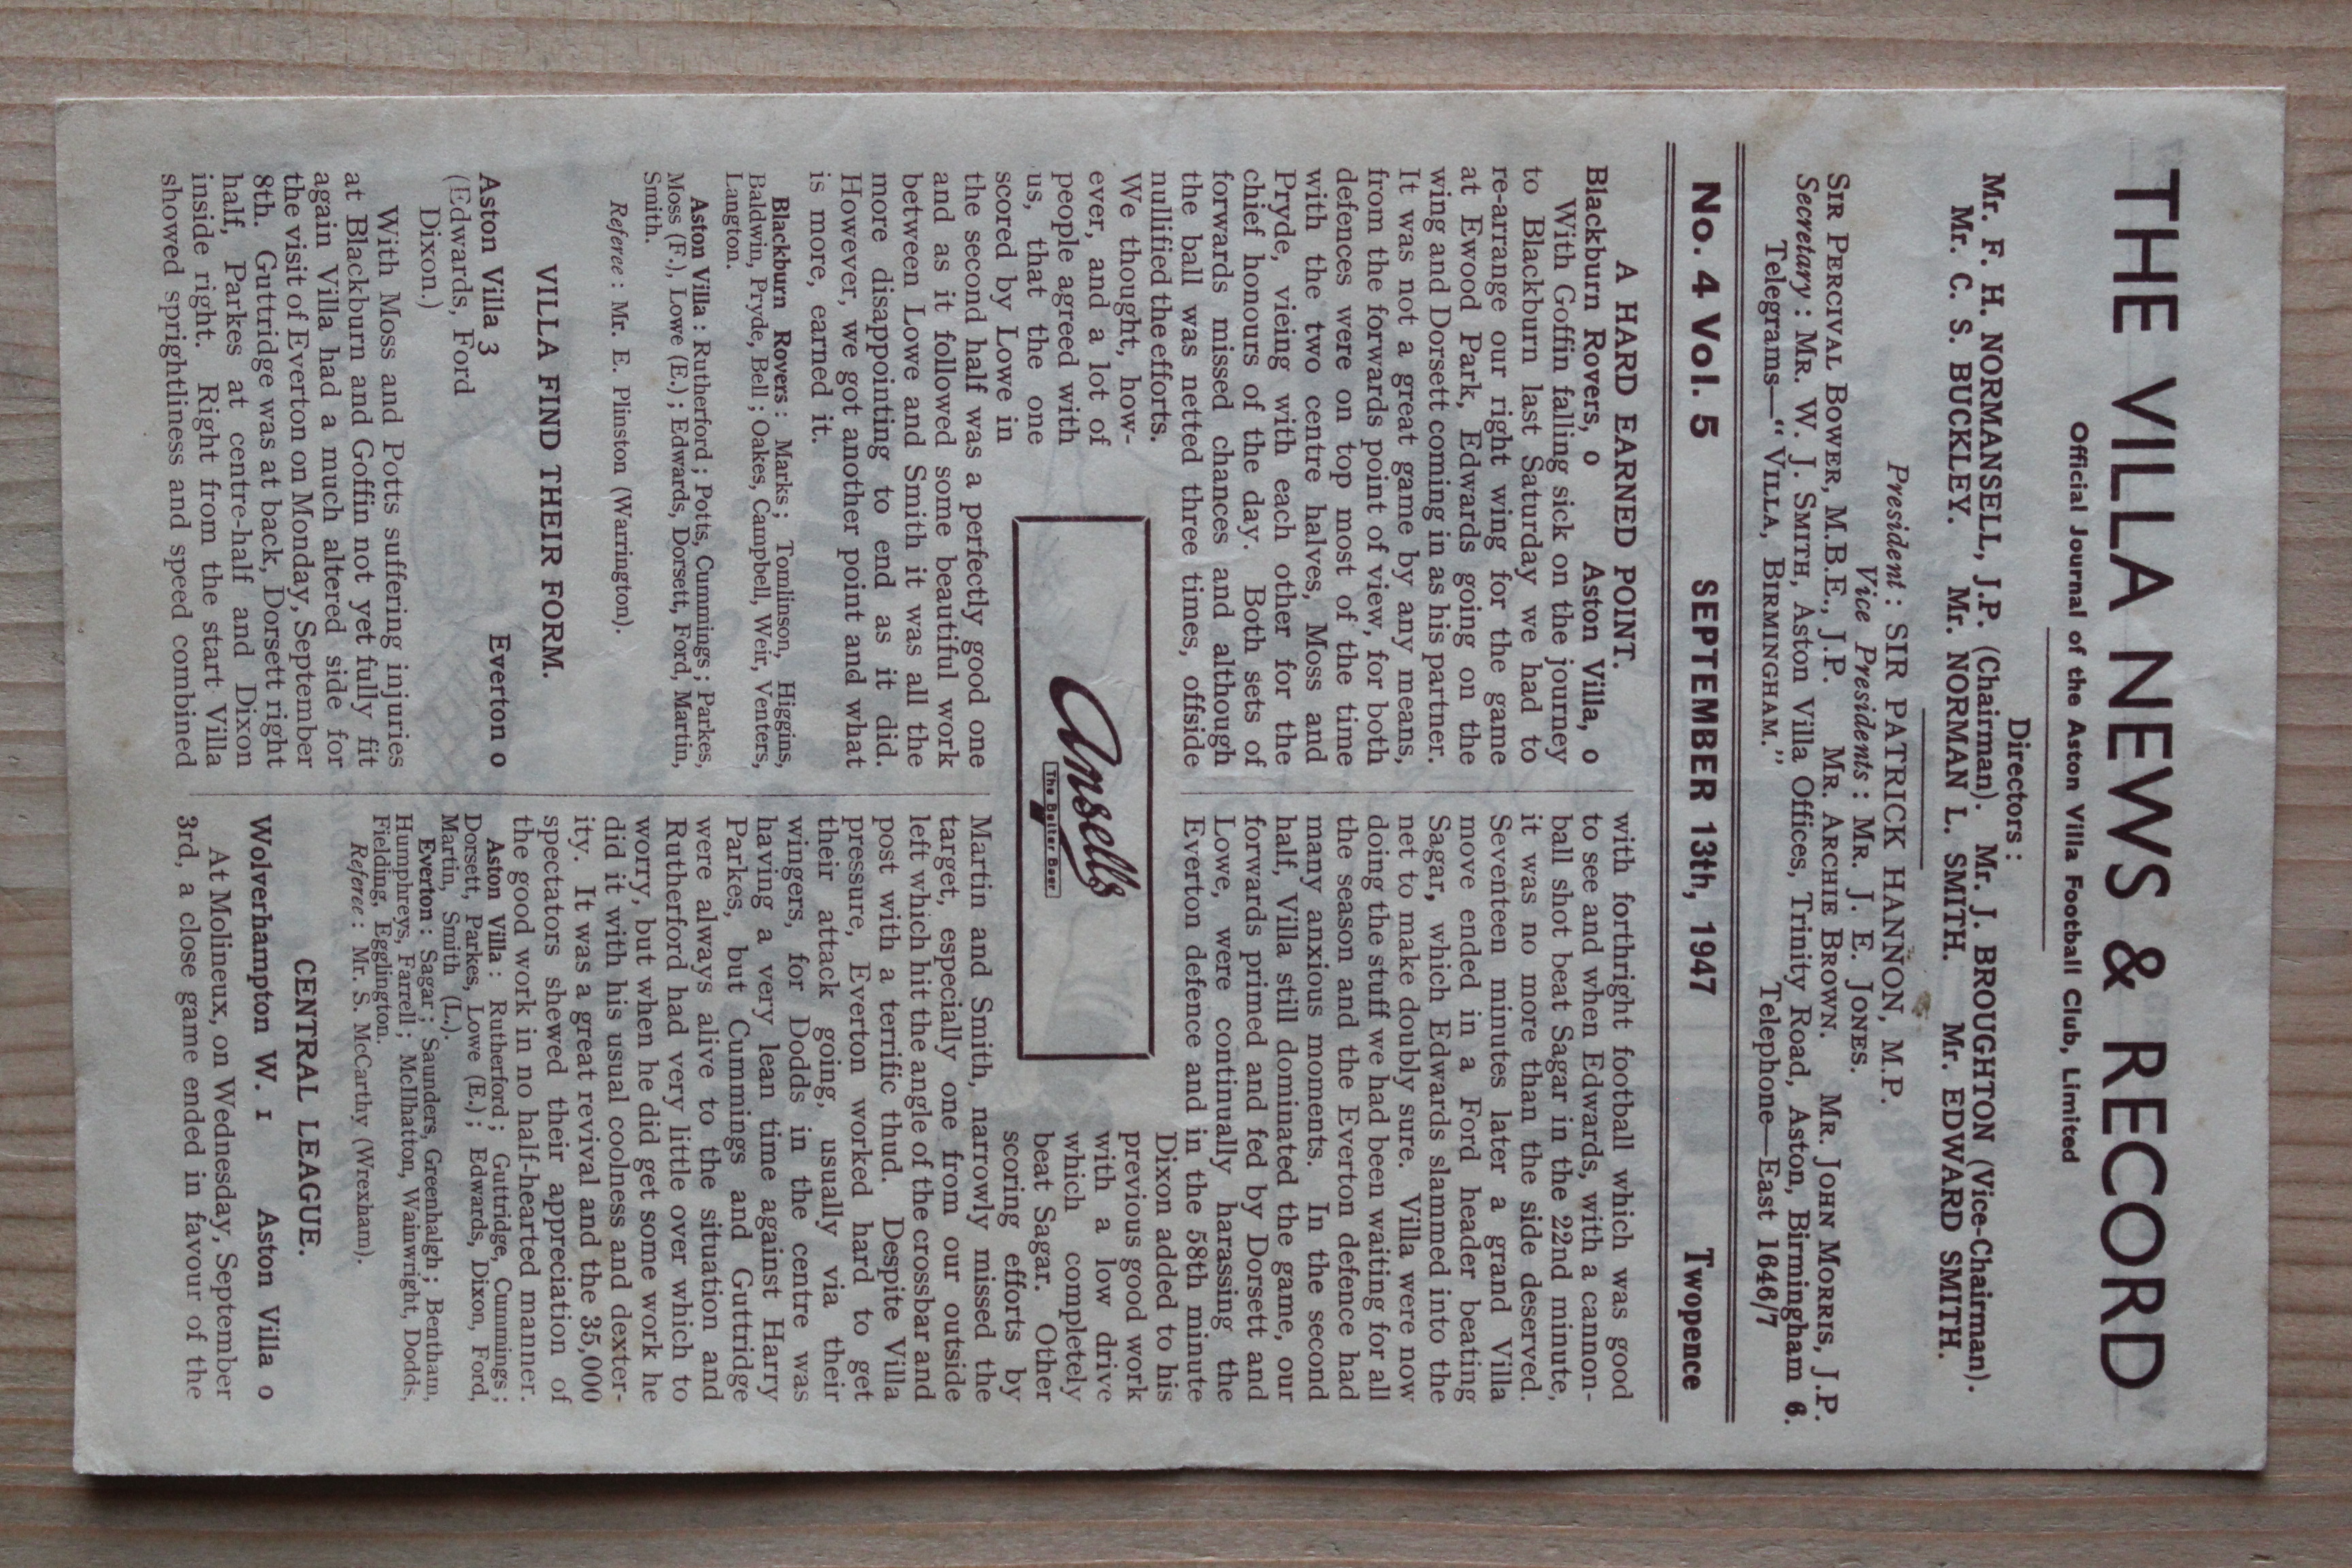 THE VILLA NEWS & RECORD
Official Journal of the Aston Villa Football Club, Limited
Directors :
Mr. F. H. NORMANSELL, J.P. (Chairman). Mr. J. BROUGHTON (Vice-Chairman).
Mr. C. S. BUCKLEY. Mr. NORMAN L. SMITH. Mr. EDWARD SMITH.
President : SIR PATRICK HANNON, M.P.
Vice Presidents : MR. J. E. JONES.
SIR PERCIVAL BOWER, M.B.E., J.P. MR. ARCHIE BROWN. MR. JOHN MORRIS, J.P.
Secretary : MR. W. J. SMITH, Aston Villa Offices, Trinity Road, Aston, Birmingham 6.
Telegrams—“ VILLA, BIRMINGHAM.” Telephone—East 1646/7
No. 4 Vol. 5 SEPTEMBER 13th, 1947 Twopence
A HARD EARNED POINT.
Blackburn Rovers, 0 Aston Villa, 0
With Goffin falling sick on the journey
to Blackburn last Saturday we had to
re-arrange our right wing for the game
at Ewood Park, Edwards going on the
wing and Dorsett coming in as his partner.
It was not a great game by any means,
from the forwards point of view, for both
defences were on top most of the time
with the two centre halves, Moss and
Pryde, vieing with each other for the
chief honours of the day. Both sets of
forwards missed chances and although
the ball was netted three times, offside
nullified the efforts.
We thought, how-
ever, and a lot of
people agreed with
us, that the one
scored by Lowe in
the second half was a perfectly good one
and as it followed some beautiful work
between Lowe and Smith it was all the
more disappointing to end as it did.
However, we got another point and what
is more, earned it.
Blackburn Rovers : Marks ; Tomlinson, Higgins,
Baldwin, Pryde, Bell ; Oakes, Campbell, Weir, Venters,
Langton.
Aston Villa : Rutherford ; Potts, Cummings ; Parkes,
Moss (F.), Lowe (E.) ; Edwards, Dorsett, Ford, Martin,
Smith.
Referee : Mr. E. Plinston (Warrington).
VILLA FIND THEIR FORM.
Aston Villa 3 Everton 0
(Edwards, Ford
Dixon.)
With Moss and Potts suffering injuries
at Blackburn and Goffin not yet fully fit
again Villa had a much altered side for
the visit of Everton on Monday, September
8th. Guttridge was at back, Dorsett right
half, Parkes at centre-half and Dixon
inside right. Right from the start Villa
showed sprightliness and speed combined
Ansells
The Better Beer
with forthright football which was good
to see and when Edwards, with a cannon-
ball shot beat Sagar in the 22nd minute,
it was no more than the side deserved.
Seventeen minutes later a grand Villa
move ended in a Ford header beating
Sagar, which Edwards slammed into the
net to make doubly sure. Villa were now
doing the stuff we had been waiting for all
the season and the Everton defence had
many anxious moments. In the second
half, Villa still dominated the game, our
forwards primed and fed by Dorsett and
Lowe, were continually harassing the
Everton defence and in the 58th minute
Dixon added to his
previous good work
with a low drive
which completely
beat Sagar. Other
scoring efforts by
Martin and Smith, narrowly missed the
target, especially one from our outside
left which hit the angle of the crossbar and
post with a terrific thud. Despite Villa
pressure, Everton worked hard to get
their attack going, usually via their
wingers, for Dodds in the centre was
having a very lean time against Harry
Parkes, but Cummings and Guttridge
were always alive to the situation and
Rutherford had very little over which to
worry, but when he did get some work he
did it with his usual coolness and dexter-
ity. It was a great revival and the 35,000
spectators shewed their appreciation of
the good work in no half-hearted manner.
Aston Villa : Rutherford ; Guttridge, Cummings ;
Dorsett, Parkes, Lowe (E.) ; Edwards, Dixon, Ford,
Martin, Smith (L.).
Everton : Sagar ; Saunders, Greenhalgh ; Bentham,
Humphreys, Farrell ; McIlhatton, Wainwright, Dodds,
Fielding, Egglington.
Referee : Mr. S. McCarthy (Wrexham).
CENTRAL LEAGUE.
Wolverhampton W. 1 Aston Villa 0
At Molineux, on Wednesday, September
3rd, a close game ended in favour of the